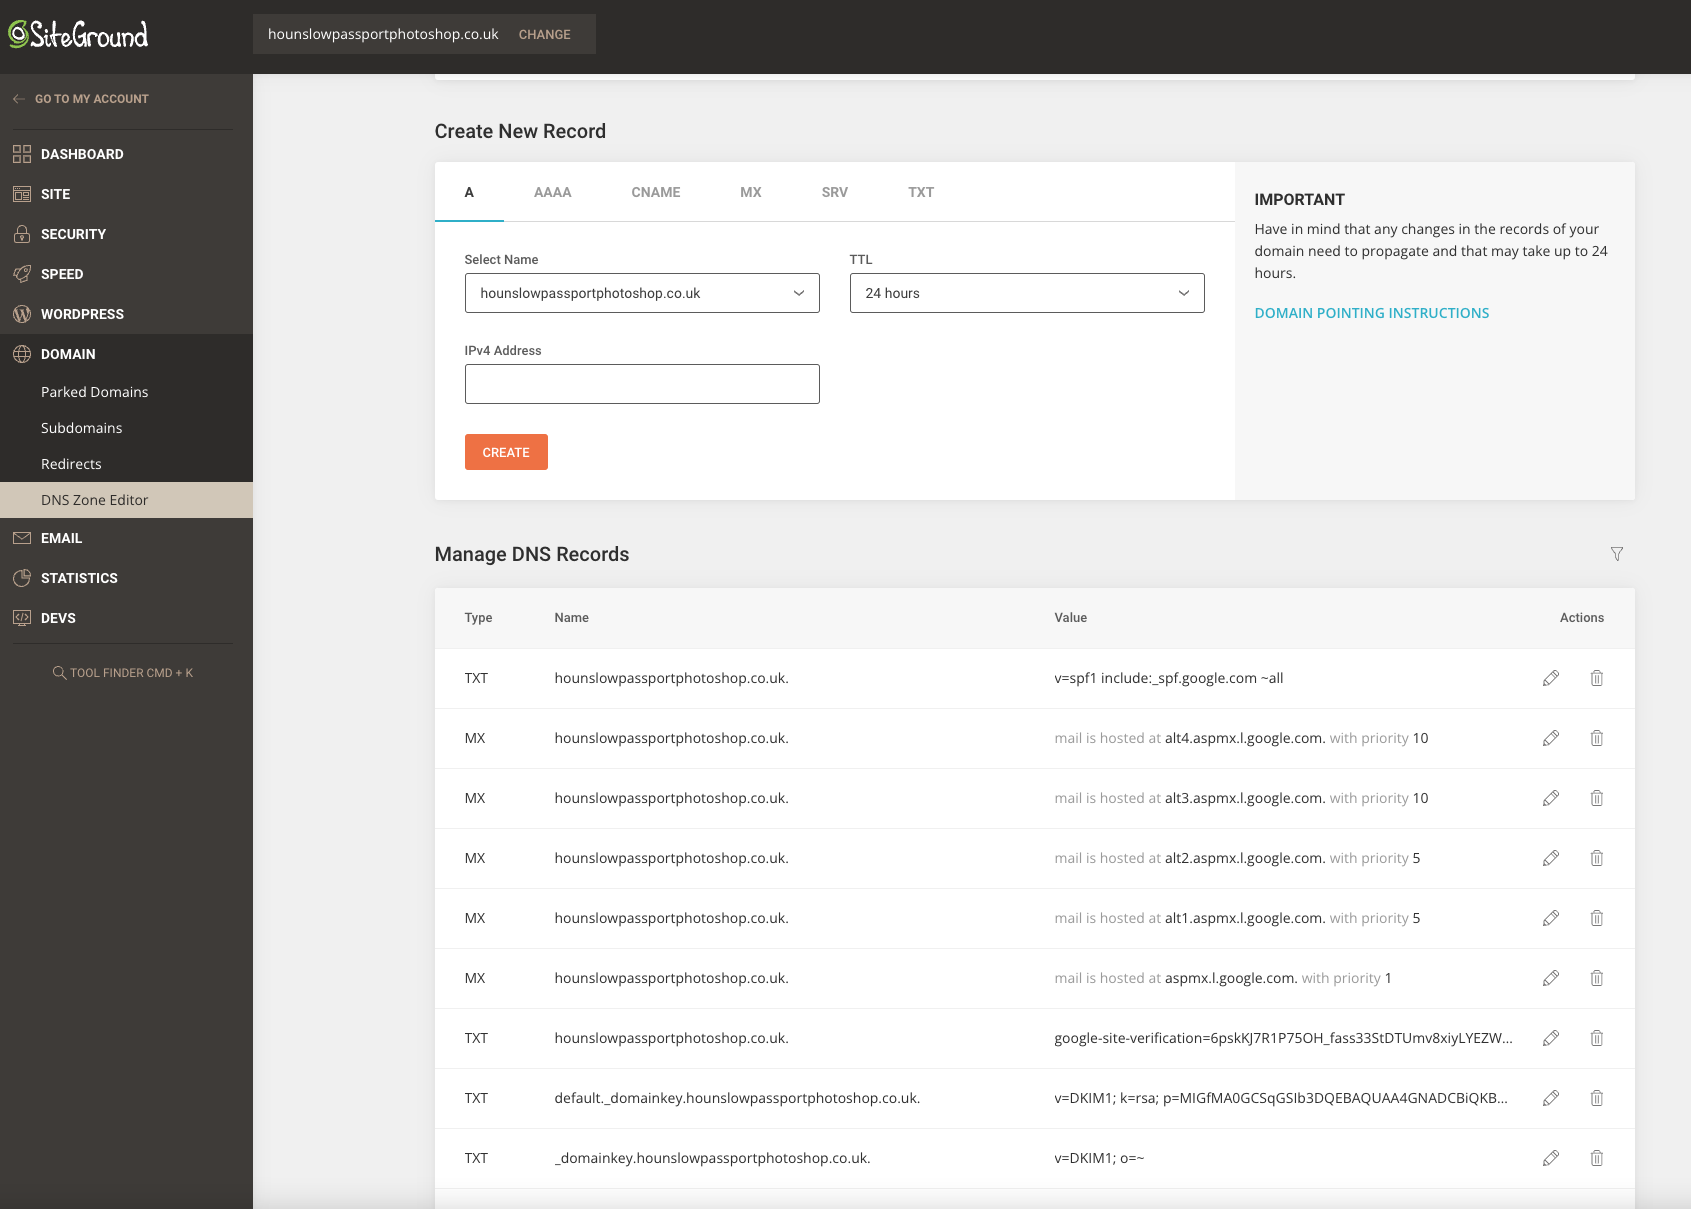 SiteGround
hounslowpassportphotoshop.co.uk CHANGE
GO TO MY ACCOUNT
DASHBOARD
SITE
SECURITY
SPEED
WORDPRESS
DOMAIN
Parked Domains
Subdomains
Redirects
DNS Zone Editor
EMAIL
STATISTICS
DEVS
TOOL FINDER CMD + K
Create New Record
A AAAA CNAME MX SRV TXT
Select Name TTL
hounslowpassportphotoshop.co.uk 24 hours
IPv4 Address
CREATE
IMPORTANT
Have in mind that any changes in the records of your
domain need to propagate and that may take up to 24
hours.
DOMAIN POINTING INSTRUCTIONS
Manage DNS Records
Type Name Value Actions
TXT hounslowpassportphotoshop.co.uk. v=spf1 include:_spf.google.com ~all
MX hounslowpassportphotoshop.co.uk. mail is hosted at alt4.aspmx.l.google.com. with priority 10
MX hounslowpassportphotoshop.co.uk. mail is hosted at alt3.aspmx.l.google.com. with priority 10
MX hounslowpassportphotoshop.co.uk. mail is hosted at alt2.aspmx.l.google.com. with priority 5
MX hounslowpassportphotoshop.co.uk. mail is hosted at alt1.aspmx.l.google.com. with priority 5
MX hounslowpassportphotoshop.co.uk. mail is hosted at aspmx.l.google.com. with priority 1
TXT hounslowpassportphotoshop.co.uk. google-site-verification=6pskKJ7R1P75OH_fass33StDTUmv8xiyLYEZW...
TXT default._domainkey.hounslowpassportphotoshop.co.uk. v=DKIM1; k=rsa; p=MIGfMA0GCSqGSIb3DQEBAQUAA4GNADCBiQKB...
TXT _domainkey.hounslowpassportphotoshop.co.uk. v=DKIM1; o=~